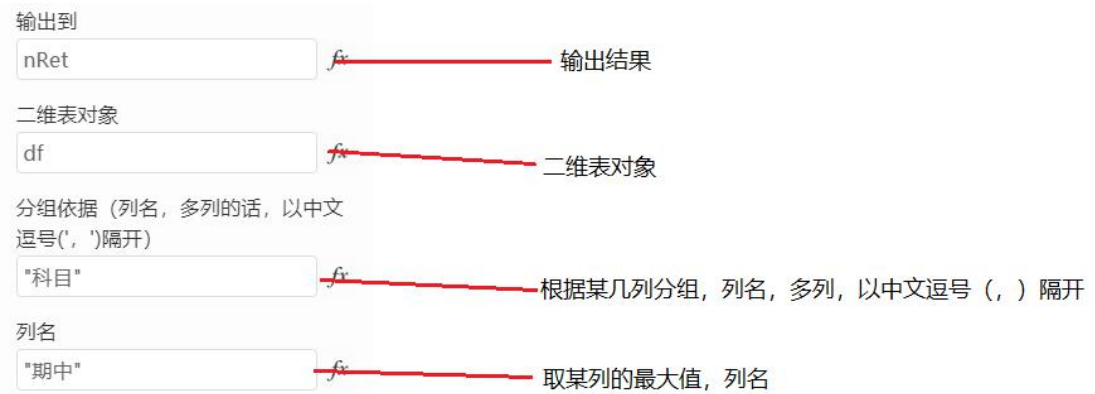 输出到
nRet
fx
输出结果
二维表对象
df
fx
二维表对象
分组依据（列名，多列的话，以中文
逗号('，')隔开）
"科目"
fx
根据某几列分组，列名，多列，以中文逗号（，）隔开
列名
"期中"
fx
取某列的最大值，列名